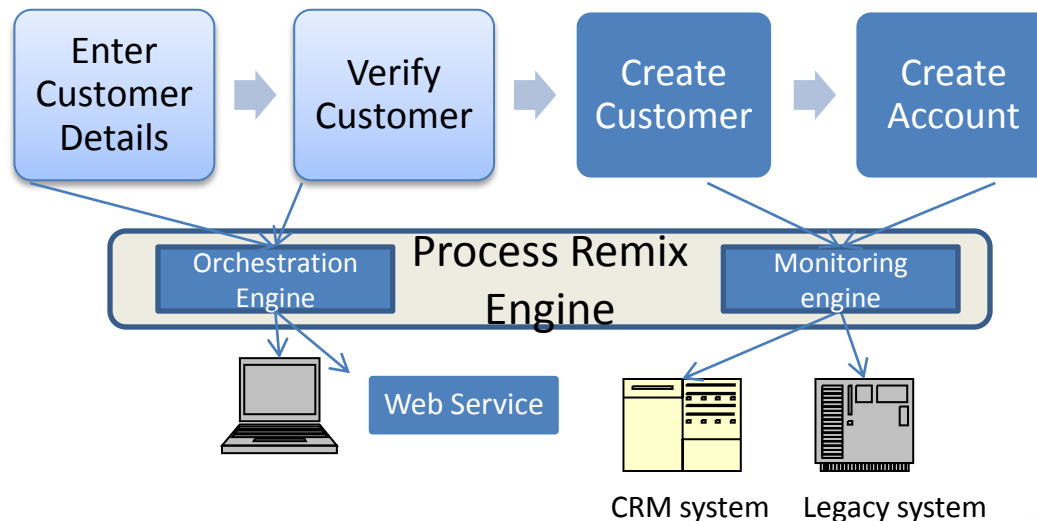 Enter
Customer
Details
Verify
Customer
Create
Customer
Create
Account
Orchestration
Engine
Process Remix
Engine
Monitoring
engine
Web Service
CRM system
Legacy system